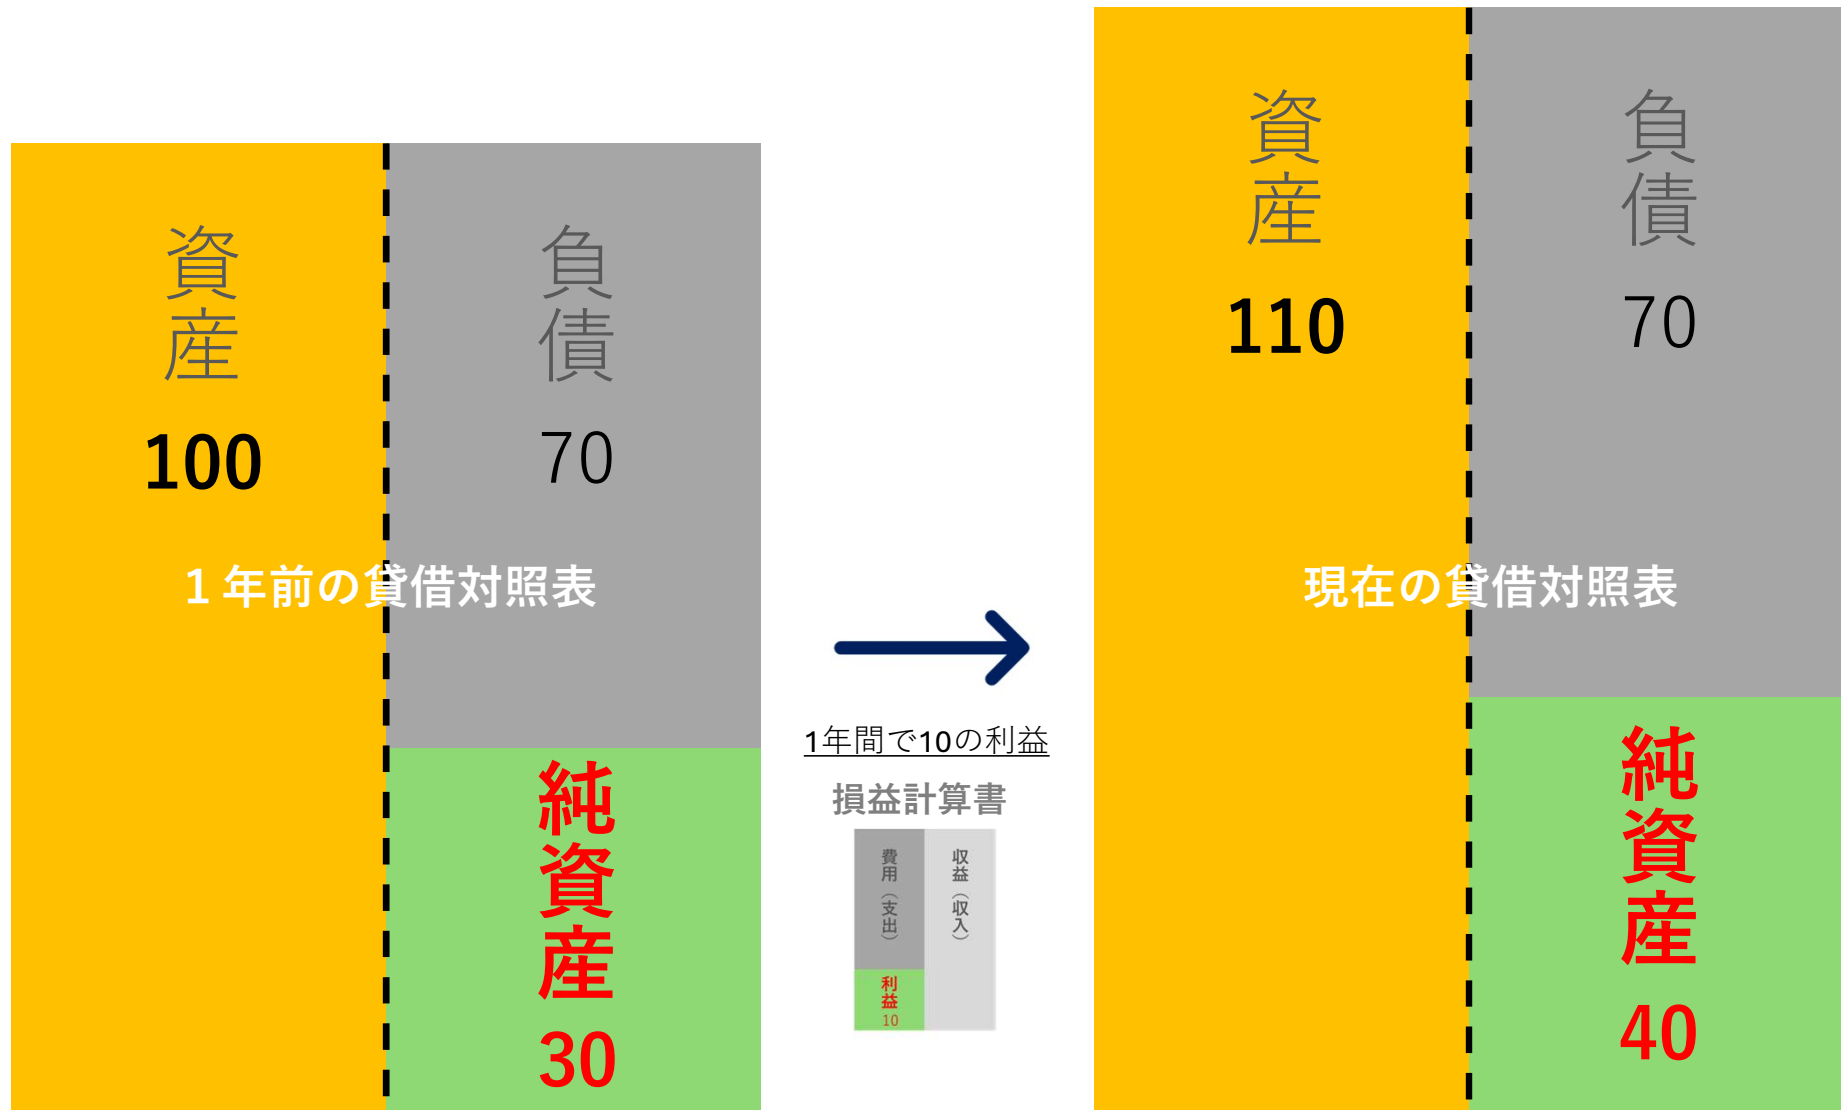 資産
100
負債
70
1年前の貸借対照表
純資産
30
1年間で10の利益
損益計算書
費用（支出）
収益（収入）
利益
10
資産
110
負債
70
現在の貸借対照表
純資産
40